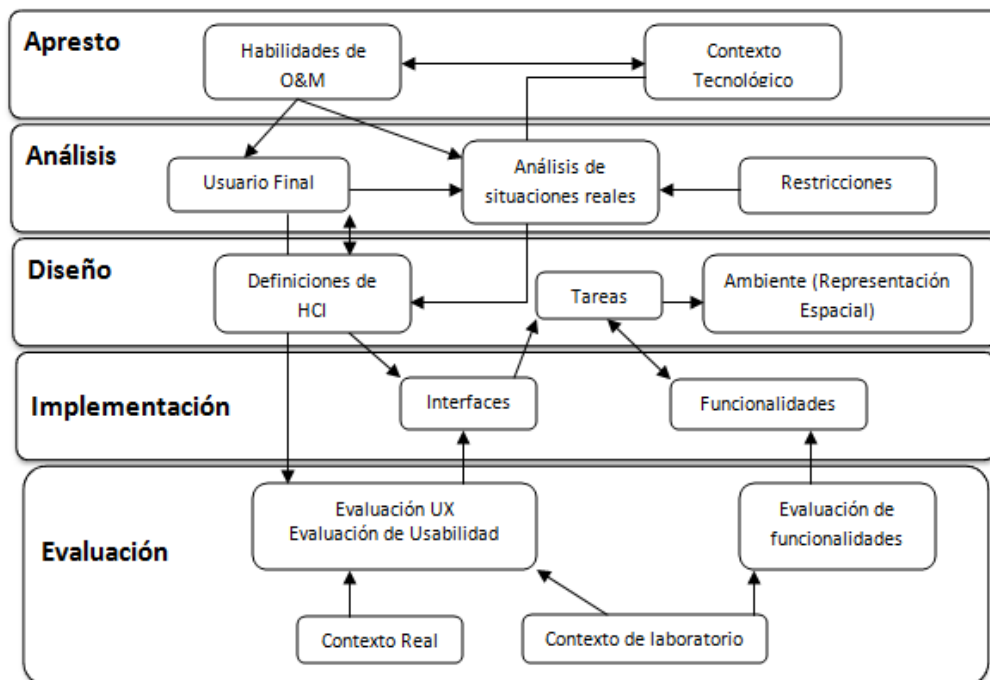 Apresto
Habilidades de
O&M
Contexto
Tecnológico
Análisis
Usuario Final
Análisis de
situaciones reales
Restricciones
Diseño
Definiciones de
HCI
Tareas
Ambiente (Representación
Espacial)
Implementación
Interfaces
Funcionalidades
Evaluación
Evaluación UX
Evaluación de Usabilidad
Evaluación de
funcionalidades
Contexto Real
Contexto de laboratorio